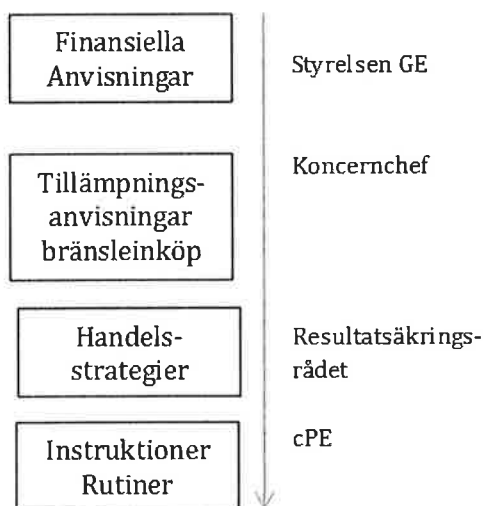 Finansiella
Anvisningar
Styrelsen GE
Koncernchef
Tillämpnings-
anvisningar
bränsleinköp
Handels-
strategier
Resultatsäkrings-
rådet
cPE
Instruktioner
Rutiner